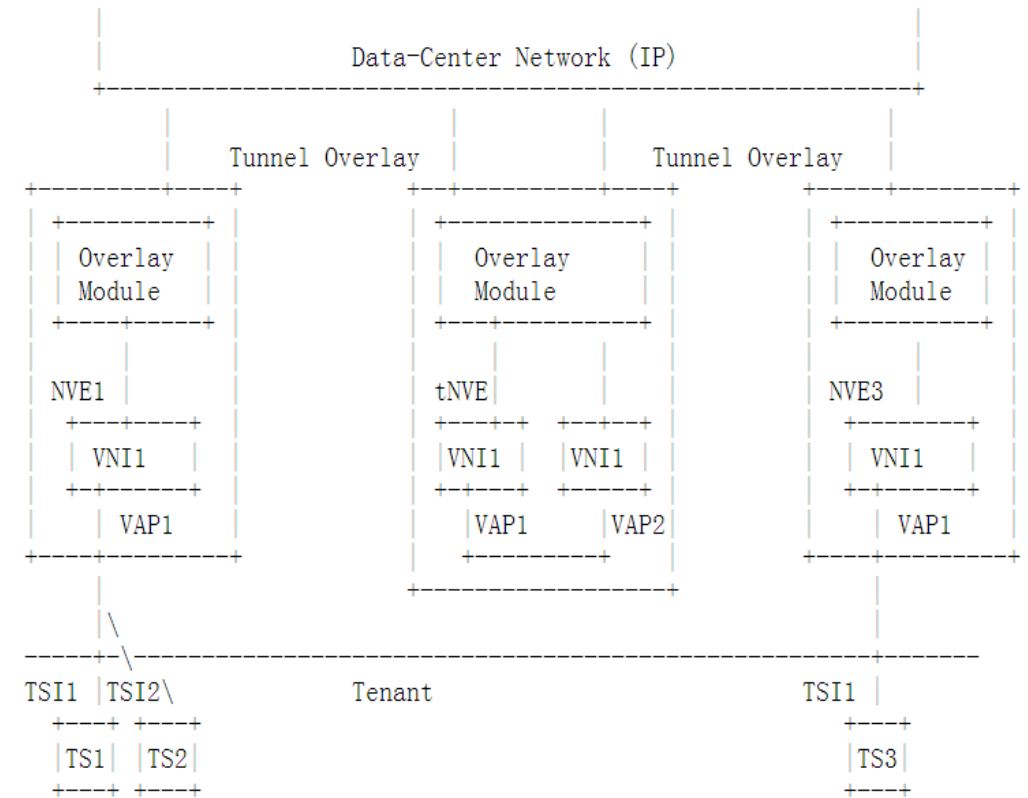 Data-Center Network (IP)
Tunnel Overlay Tunnel Overlay
Overlay Overlay Overlay
Module Module Module
NVE1 tNVE NVE3
VNI1 VNI1 VNI1 VNI1
VAP1 VAP1 VAP2 VAP1
TSI1 TSI2 Tenant TSI1
TS1 TS2 TS3